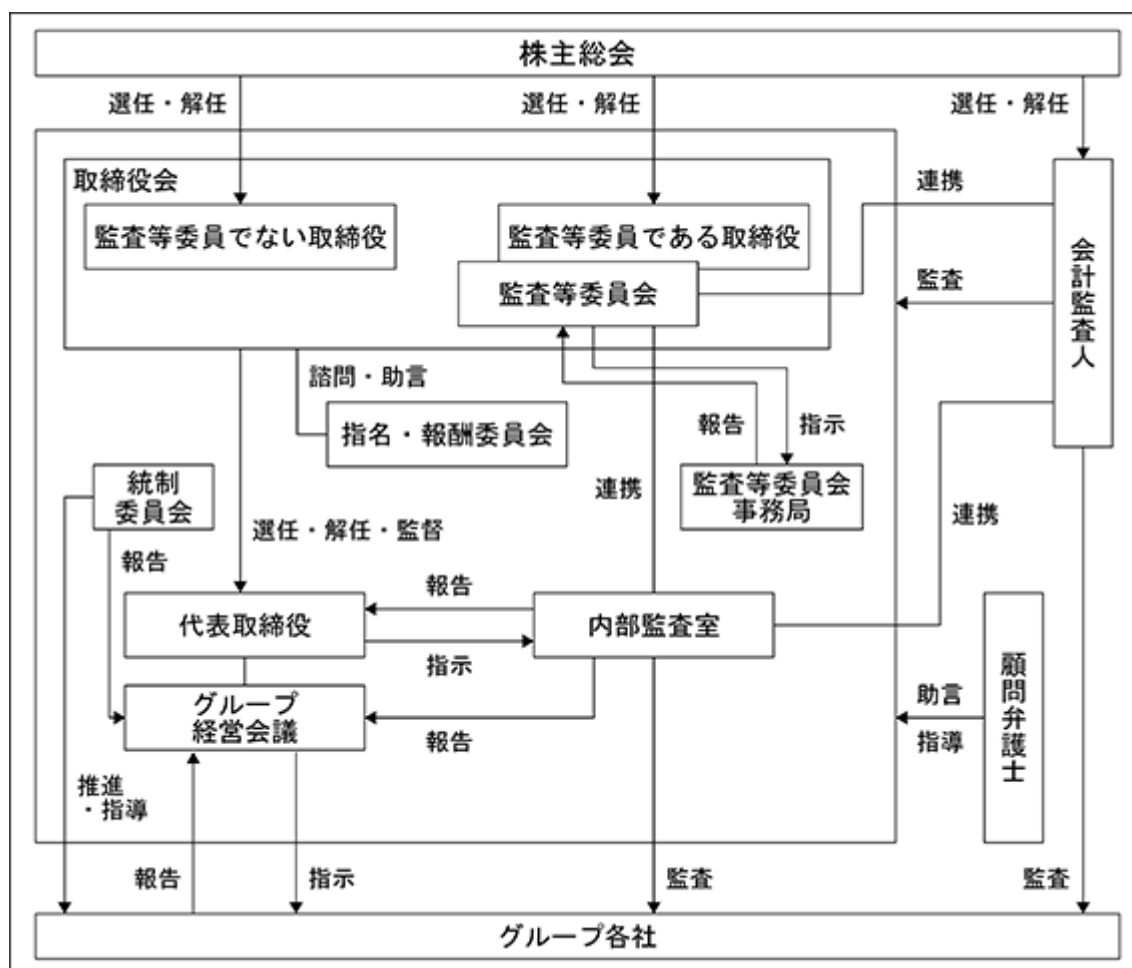 株主総会
選任・解任
選任・解任
選任・解任
取締役会
監査等委員でない取締役
監査等委員である取締役
監査等委員会
連携
監査
会計監査人
諮問・助言
指名・報酬委員会
報告
指示
監査等委員会
事務局
連携
連携
統制
委員会
報告
選任・解任・監督
代表取締役
報告
指示
内部監査室
グループ
経営会議
報告
助言
指導
顧問弁護士
推進
・指導
報告
指示
監査
監査
グループ各社